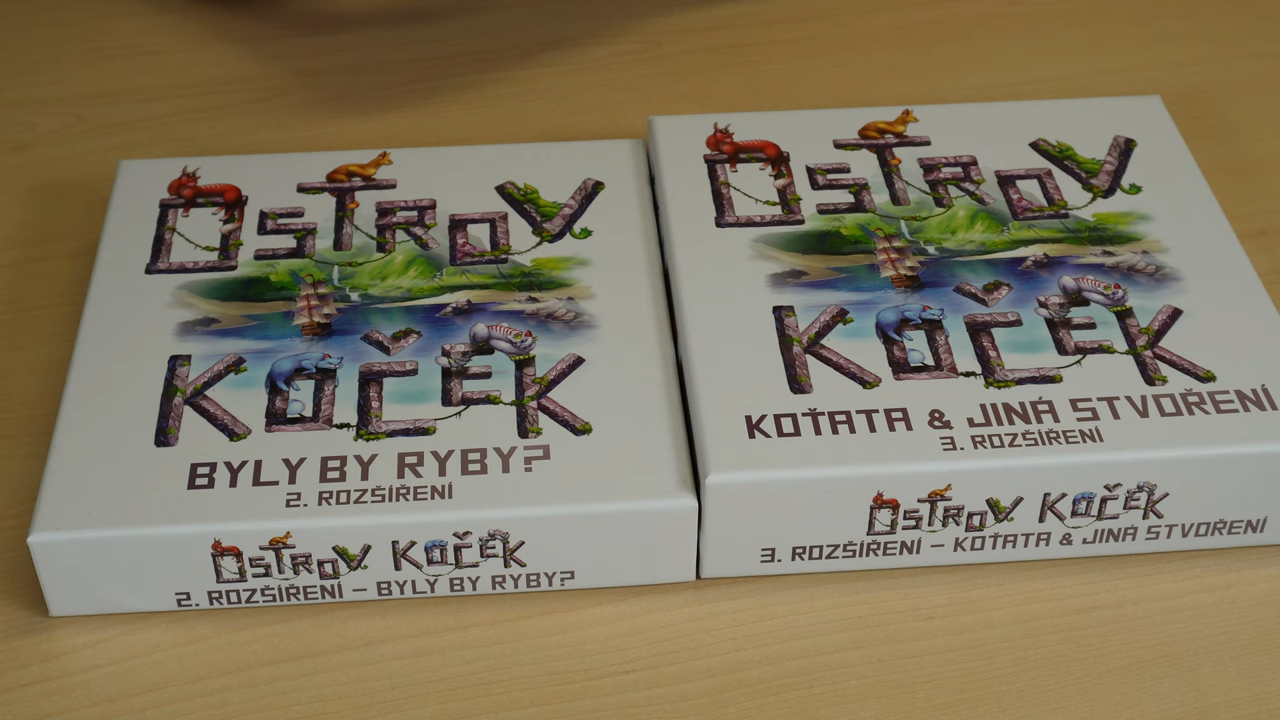 OSTROV
KOČEK
BYLY BY RYBY?
2. ROZŠÍŘENÍ
OSTROV KOČEK
2. ROZŠÍŘENÍ – BYLY BY RYBY?
OSTROV
KOČEK
KOŤATA & JINÁ STVOŘENÍ
3. ROZŠÍŘENÍ
OSTROV KOČEK
3. ROZŠÍŘENÍ – KOŤATA & JINÁ STVOŘENÍ